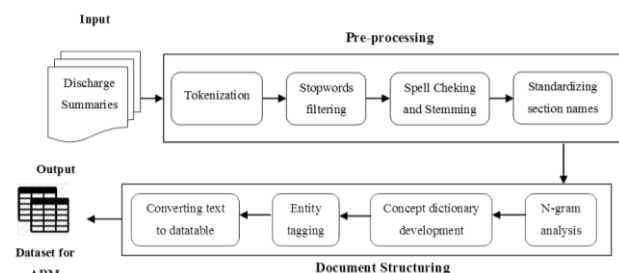 Input
Pre-processing
Discharge
Summaries
Tokenization
Stopwords
filtering
Spell Cheking
and Stemming
Standardizing
section names
Output
Dataset for
Converting text
to datatable
Entity
tagging
Concept dictionary
development
N-gram
analysis
Document Structuring